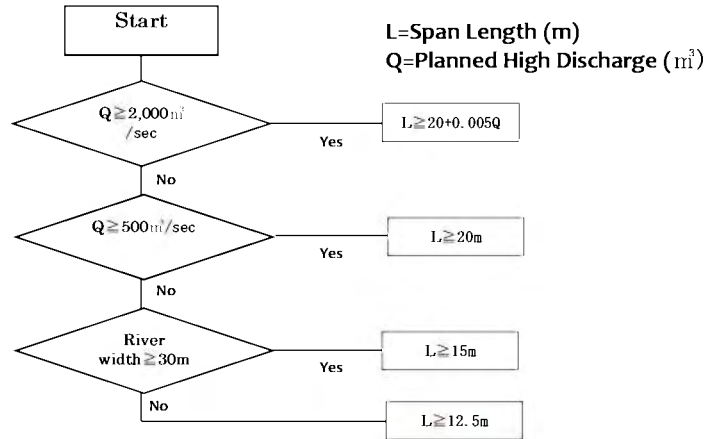 Start
L=Span Length (m)
Q=Planned High Discharge (m³)
Q≧2,000m³
/sec
Yes
L≧20+0.005Q
No
Q≧500m³/sec
Yes
L≧20m
No
River
width≧30m
Yes
L≧15m
No
L≧12.5m